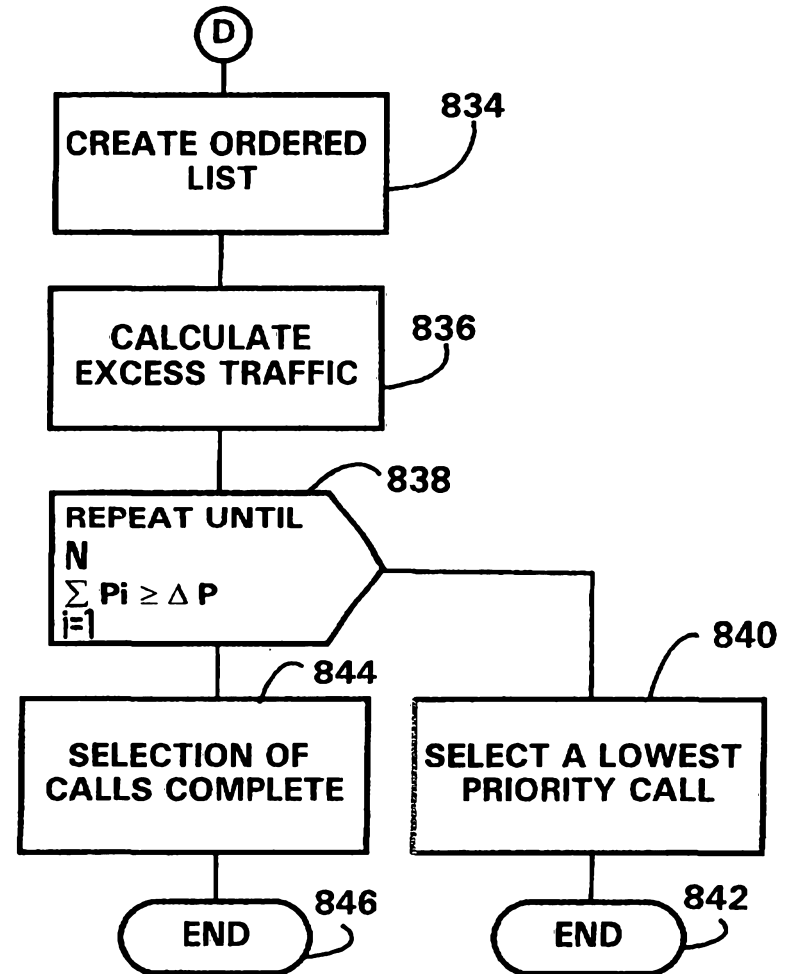 D
834
CREATE ORDERED
LIST
836
CALCULATE
EXCESS TRAFFIC
838
REPEAT UNTIL
N
∑ Pi ≥ Δ P
i=1
840
844
SELECTION OF
CALLS COMPLETE
SELECT A LOWEST
PRIORITY CALL
846
END
842
END